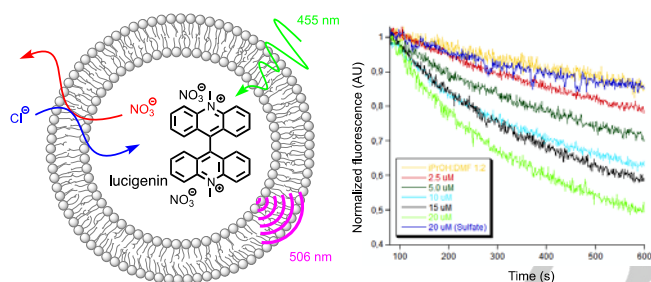 455 nm
NO3⊖
N⊕
Cl⊖
NO3⊖
lucigenin
N⊕
NO3⊖
506 nm
Normalized fluorescence (AU)
1
0,9
0,8
0,7
0,6
0,5
0,4
iPrOH:DMF 1:2
2.5 uM
5.0 uM
10 uM
15 uM
20 uM
20 uM (Sulfate)
100
200
300
400
500
600
Time (s)